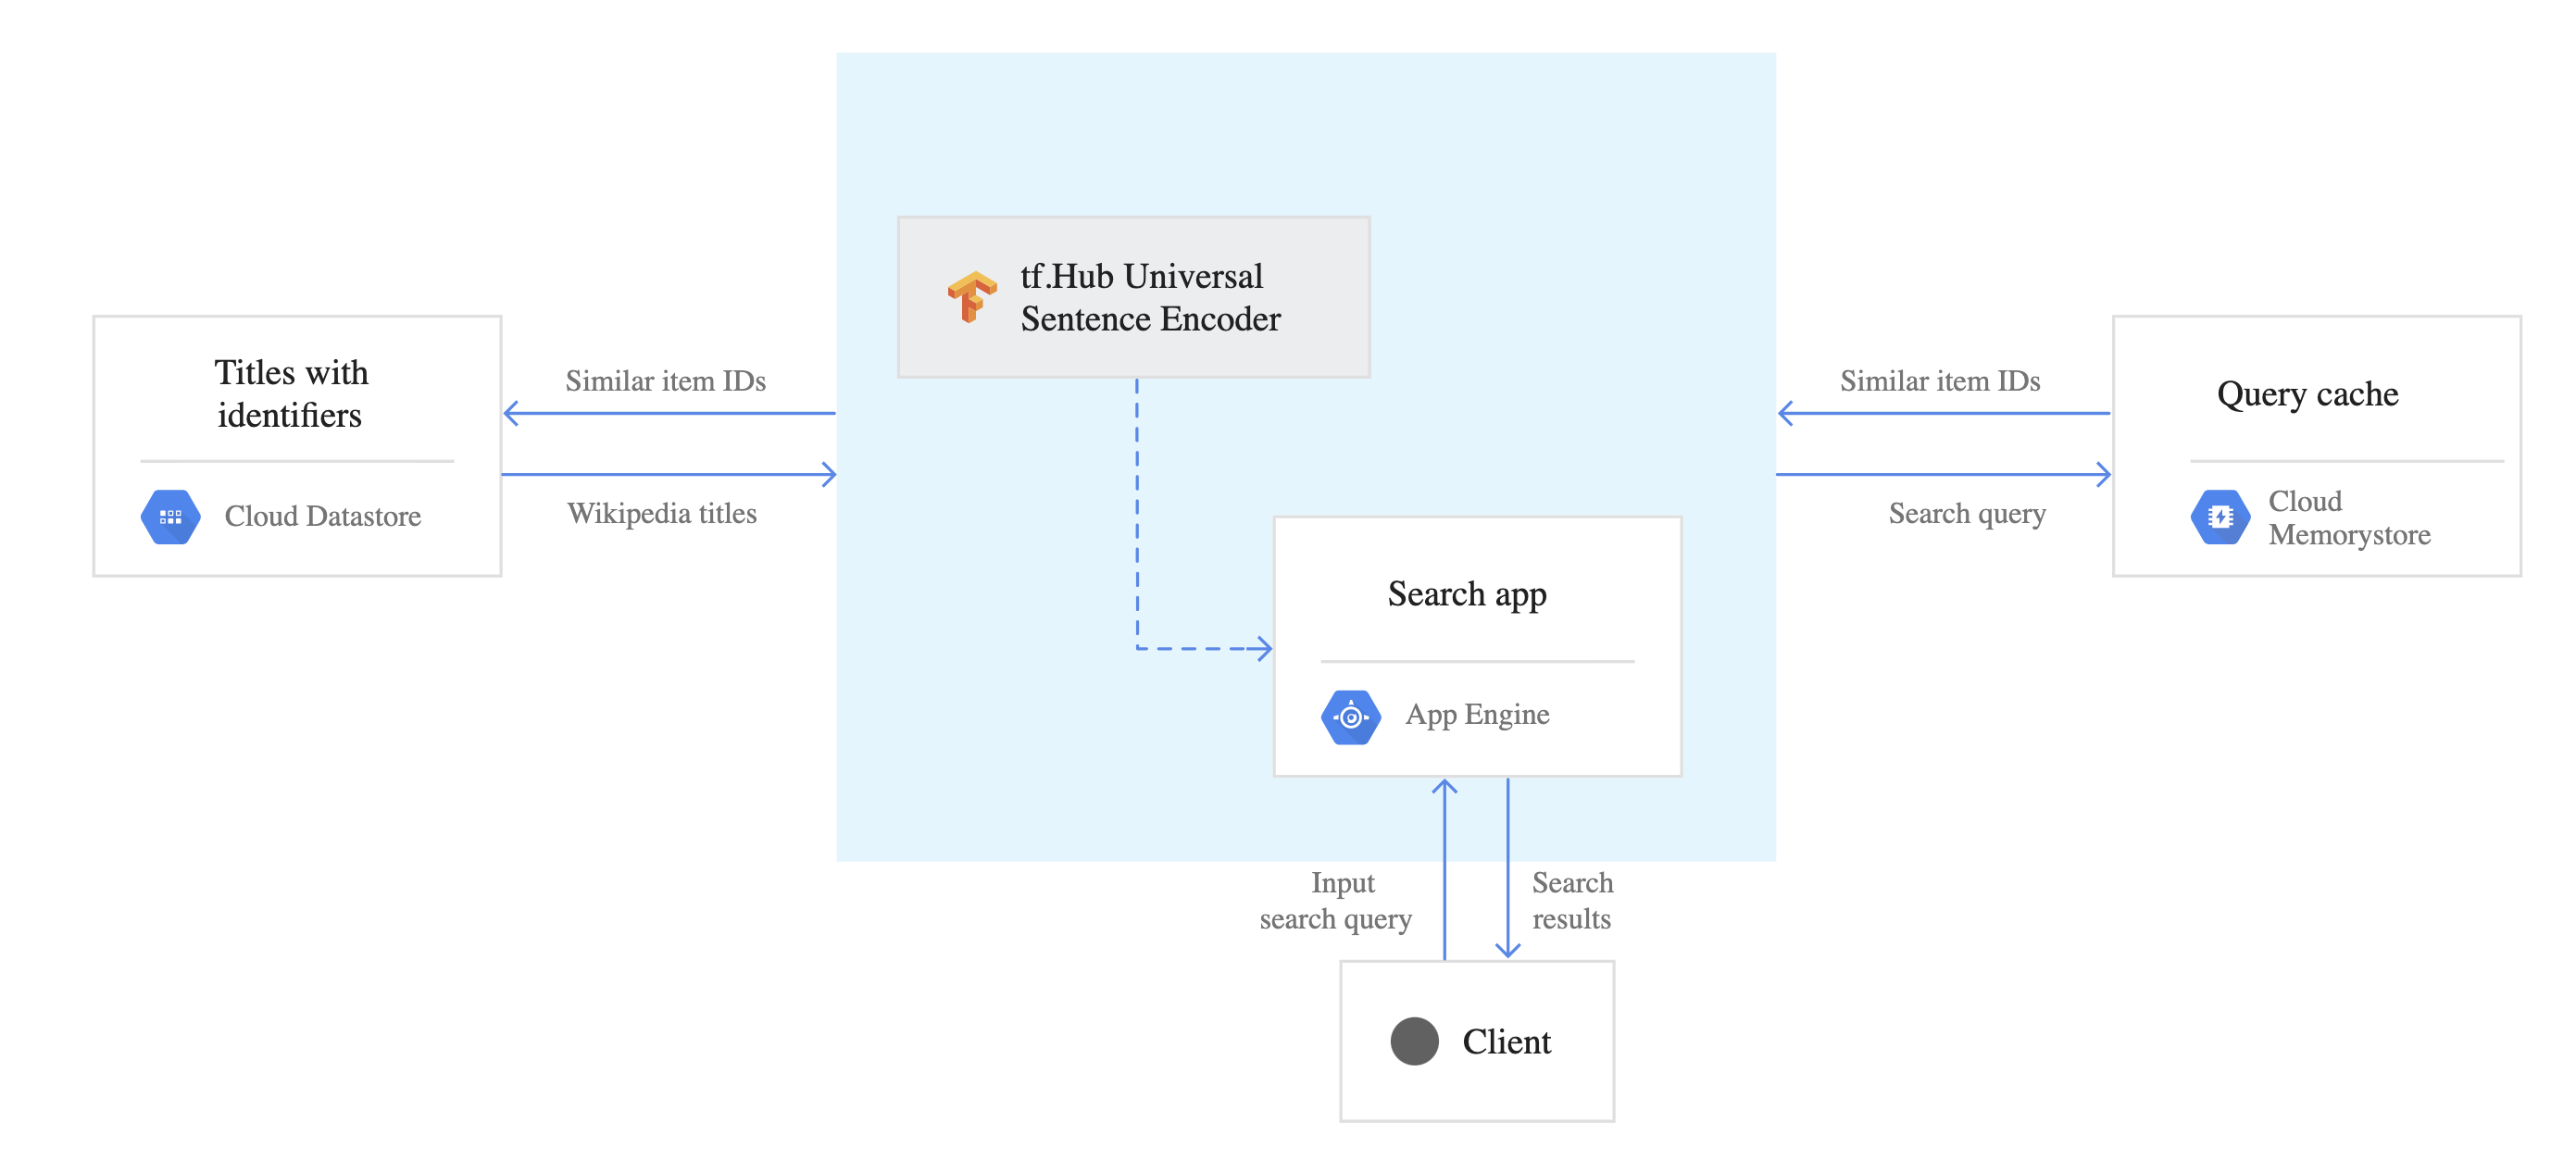 tf.Hub Universal
Sentence Encoder
Titles with
identifiers
Cloud Datastore
Similar item IDs
Wikipedia titles
Similar item IDs
Search query
Query cache
Cloud
Memorystore
Search app
App Engine
Input
search query
Search
results
Client